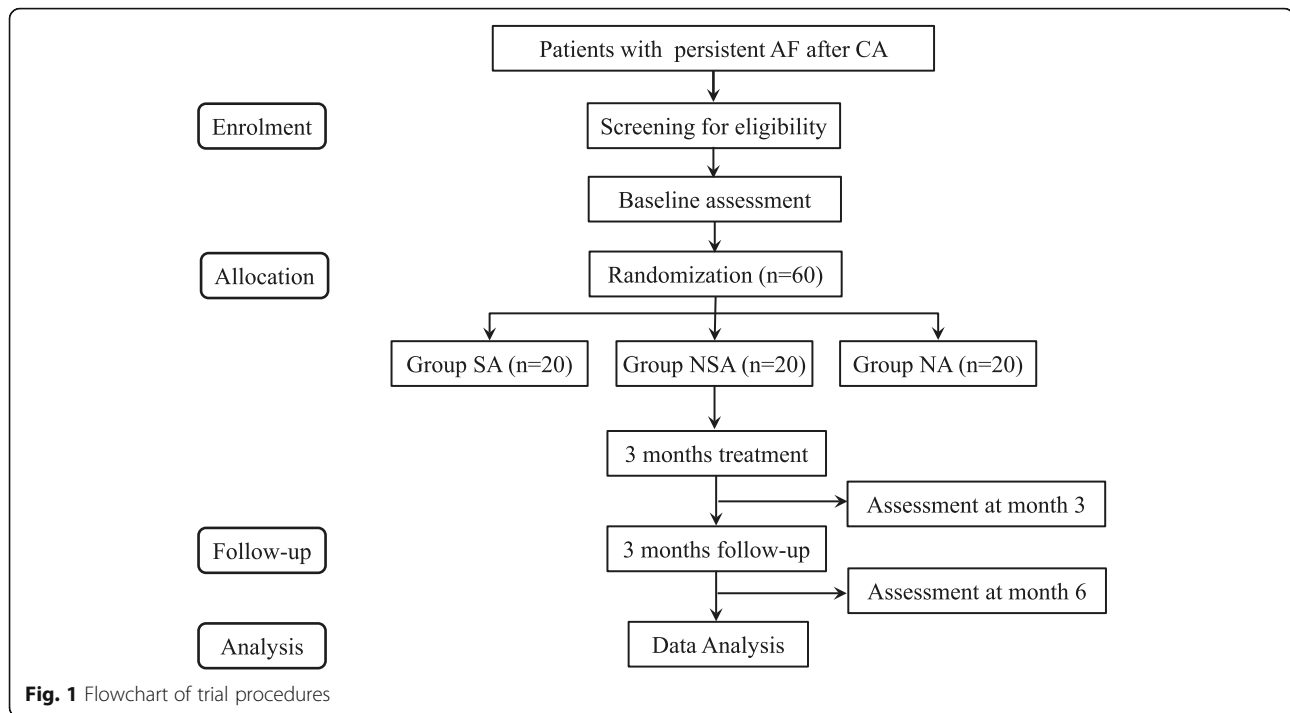 Patients with persistent AF after CA
Enrolment
Screening for eligibility
Baseline assessment
Allocation
Randomization (n=60)
Group SA (n=20)
Group NSA (n=20)
Group NA (n=20)
3 months treatment
Assessment at month 3
Follow-up
3 months follow-up
Assessment at month 6
Analysis
Data Analysis
Fig. 1 Flowchart of trial procedures